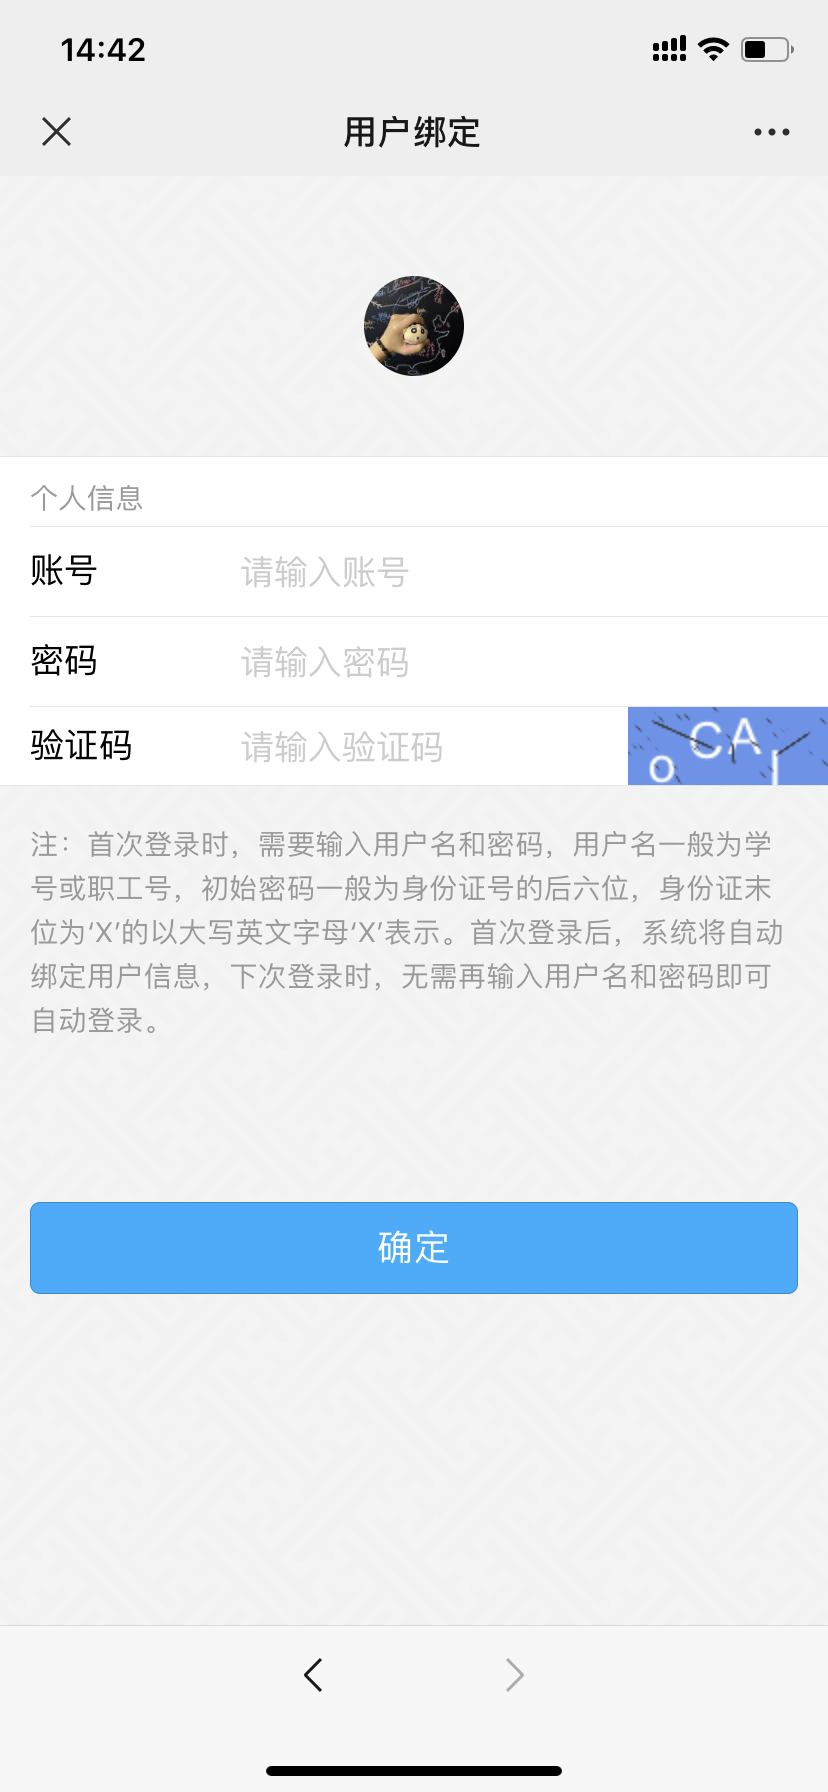 14:42
用户绑定
个人信息
账号 请输入账号
密码 请输入密码
验证码 请输入验证码
注：首次登录时，需要输入用户名和密码，用户名一般为学
号或职工号，初始密码一般为身份证号的后六位，身份证末
位为‘X’的以大写英文字母‘X’表示。首次登录后，系统将自动
绑定用户信息，下次登录时，无需再输入用户名和密码即可
自动登录。
确定